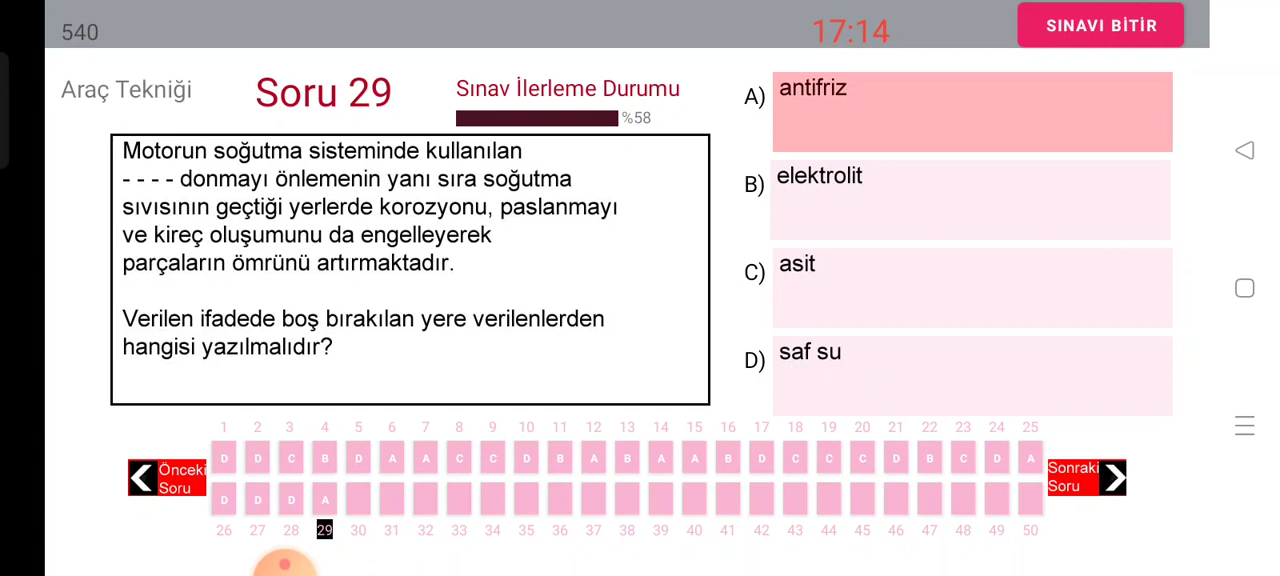 540
17:14
SINAVI BİTİR
Araç Tekniği
Soru 29
Sınav İlerleme Durumu
%58
Motorun soğutma sisteminde kullanılan
- - - - donmayı önlemenin yanı sıra soğutma
sıvısının geçtiği yerlerde korozyonu, paslanmayı
ve kireç oluşumunu da engelleyerek
parçaların ömrünü artırmaktadır.
Verilen ifadede boş bırakılan yere verilenlerden
hangisi yazılmalıdır?
A) antifriz
B) elektrolit
C) asit
D) saf su
1 2 3 4 5 6 7 8 9 10 11 12 13 14 15 16 17 18 19 20 21 22 23 24 25
D D C B D A A C C D B A B A A B D C C C D B C D A
Önceki
Soru
Sonraki
Soru
D D D A
26 27 28 29 30 31 32 33 34 35 36 37 38 39 40 41 42 43 44 45 46 47 48 49 50